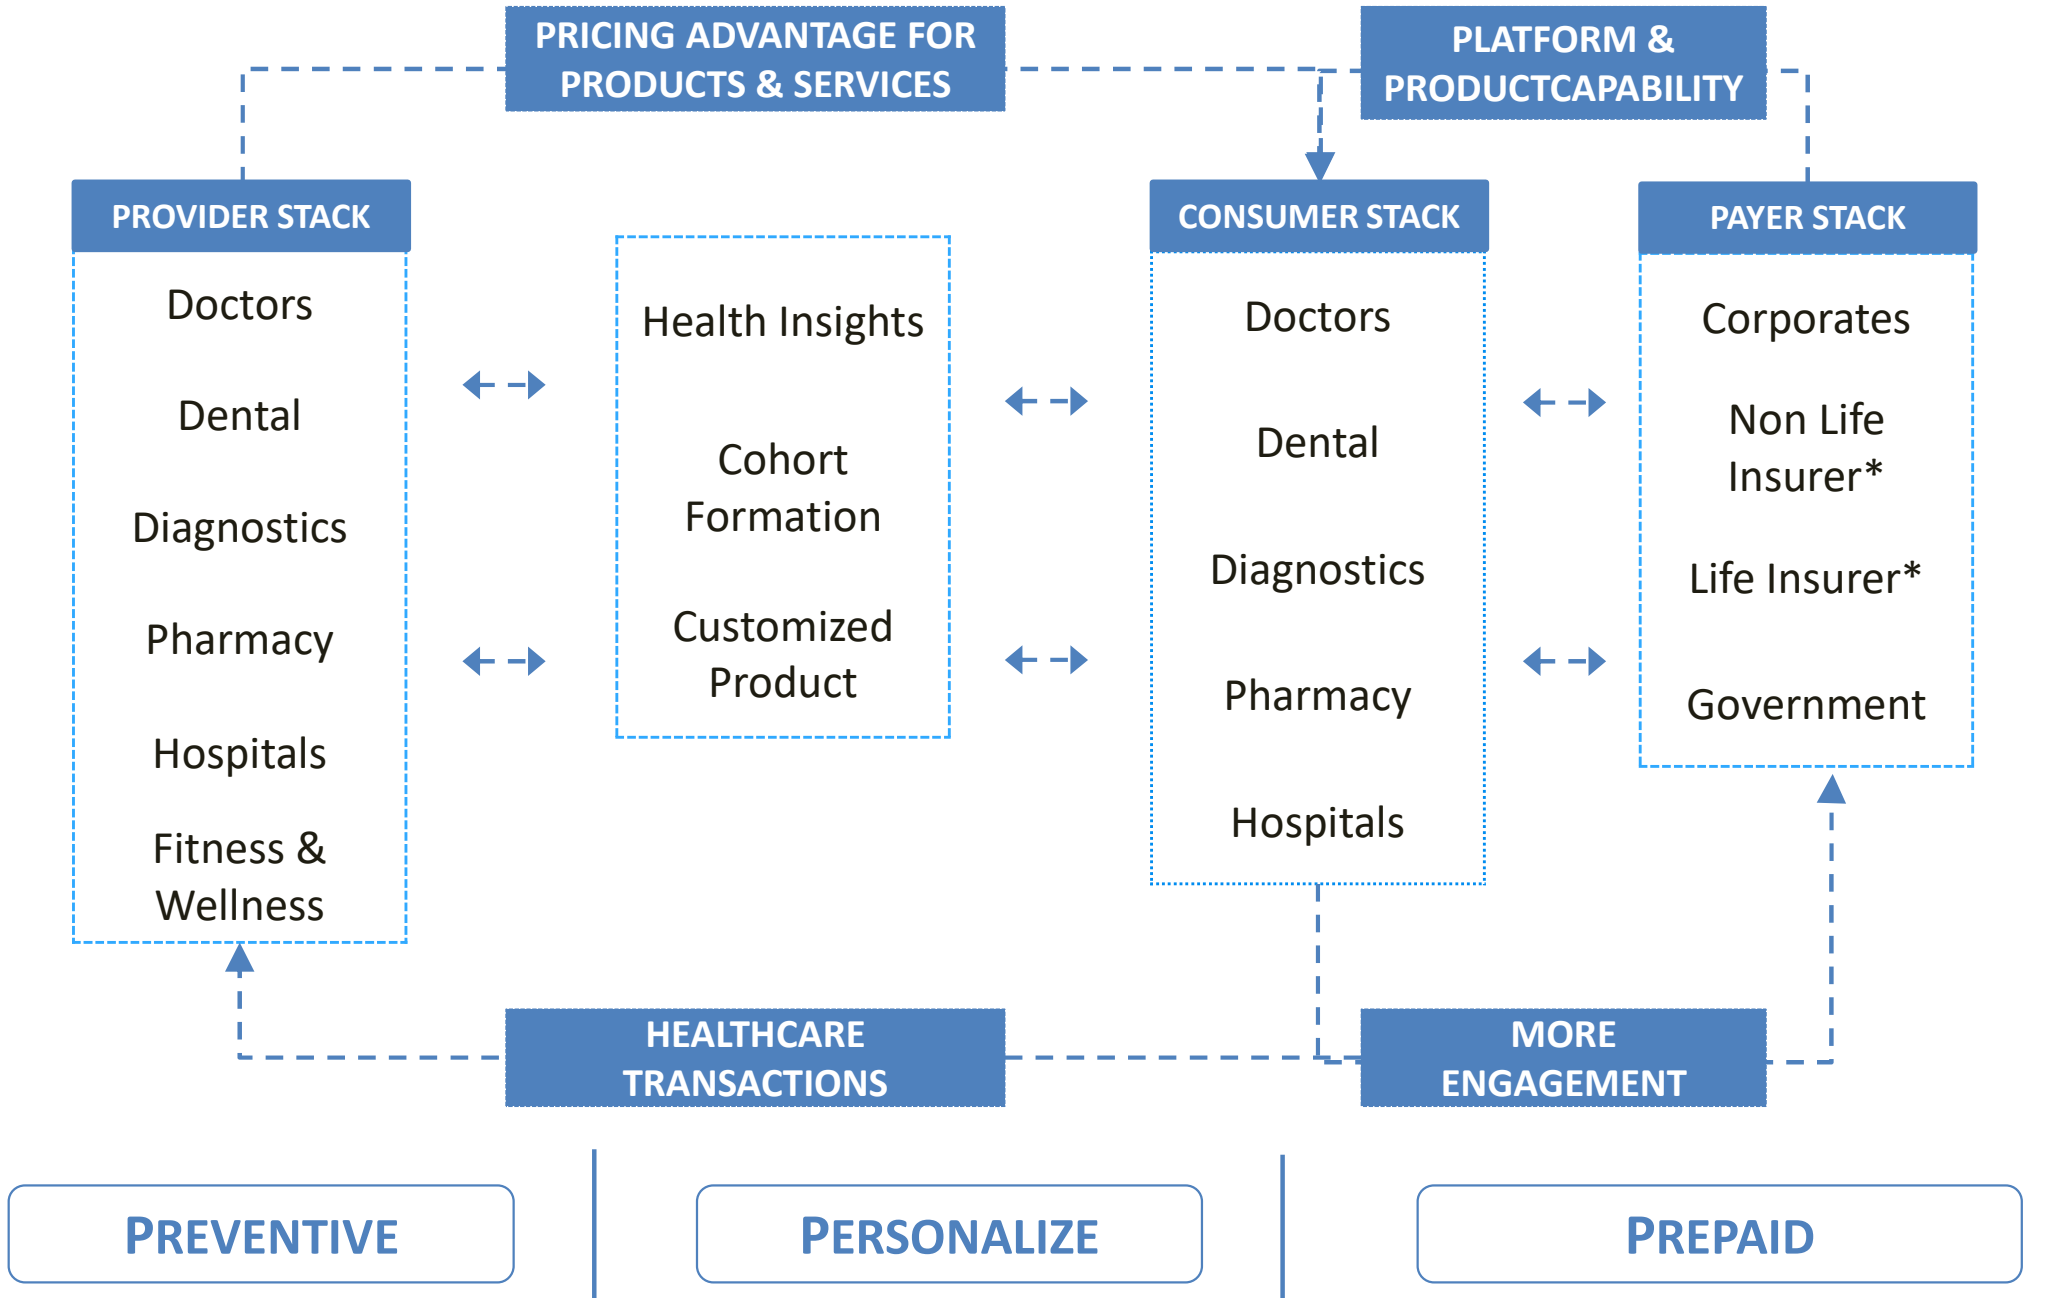 PRICING ADVANTAGE FOR
PRODUCTS & SERVICES
PLATFORM &
PRODUCTCAPABILITY
PROVIDER STACK
Doctors
Dental
Diagnostics
Pharmacy
Hospitals
Fitness &
Wellness
Health Insights
Cohort
Formation
Customized
Product
CONSUMER STACK
Doctors
Dental
Diagnostics
Pharmacy
Hospitals
PAYER STACK
Corporates
Non Life
Insurer*
Life Insurer*
Government
HEALTHCARE
TRANSACTIONS
MORE
ENGAGEMENT
PREVENTIVE
PERSONALIZE
PREPAID